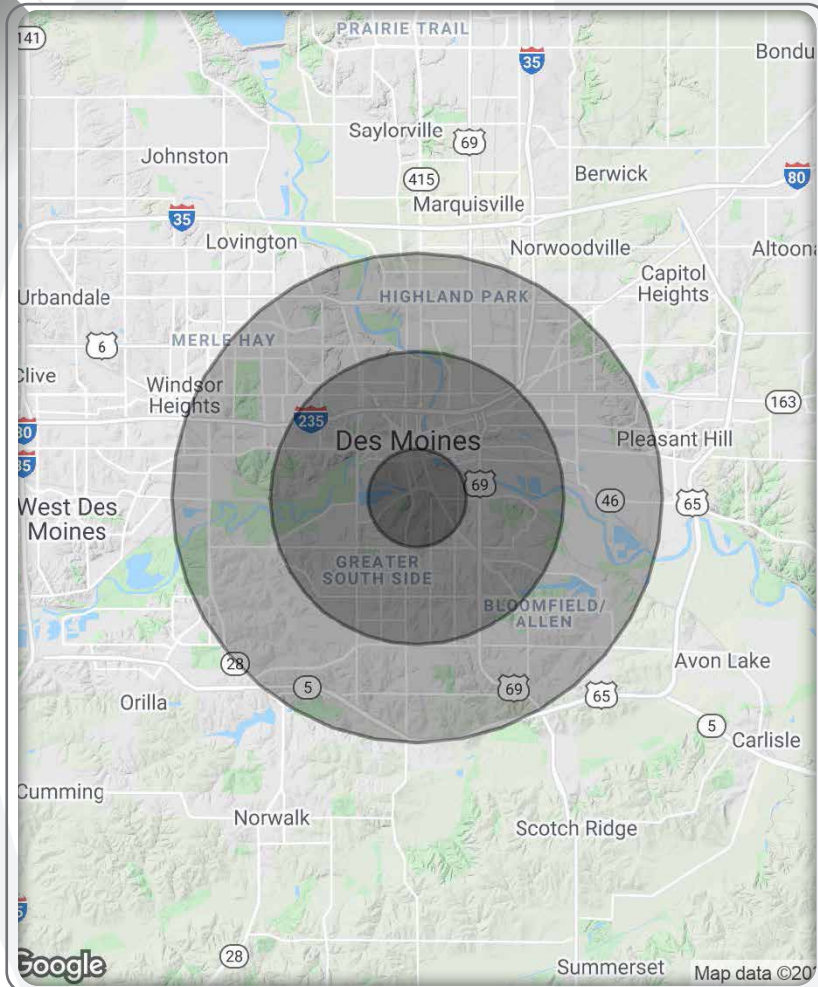 PRAIRIE TRAIL
141
35
Bondu
Saylorville
69
Johnston
Berwick
80
415
Marquisville
35
Lovington
Norwoodville
Altoona
Capitol
Heights
Urbandale
HIGHLAND PARK
6
MERLE HAY
Clive
Windsor
Heights
163
235
80
Des Moines
Pleasant Hill
35
69
46
65
West Des
Moines
GREATER
SOUTH SIDE
BLOOMFIELD/
ALLEN
28
Avon Lake
5
69
65
Orilla
5
Carlisle
Cumming
Norwalk
Scotch Ridge
28
Google
Summerset
Map data ©20